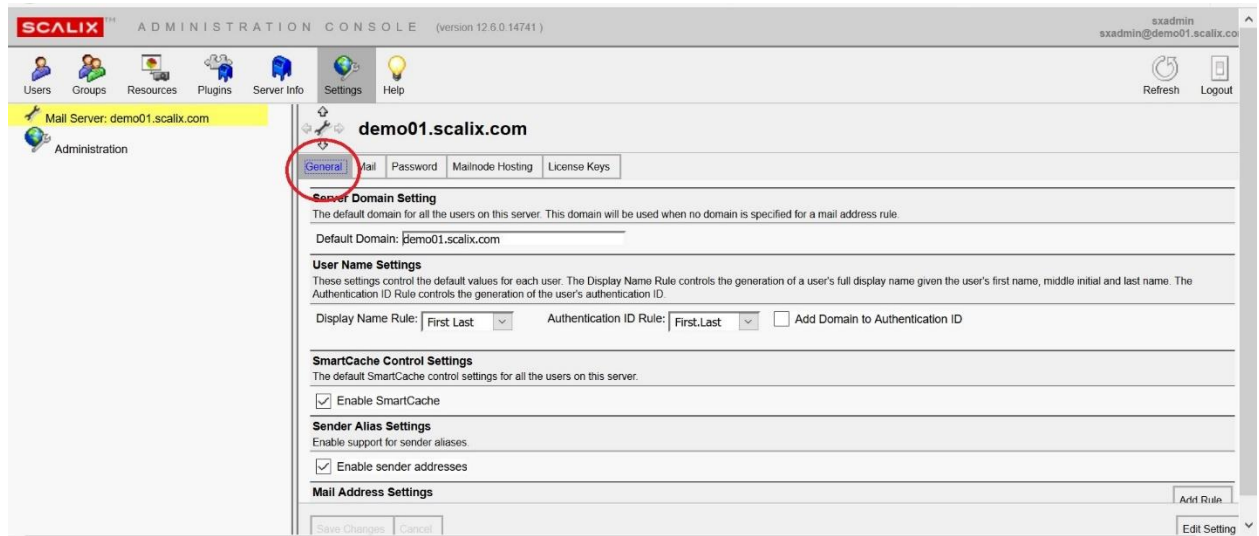 SCALIX™ ADMINISTRATION CONSOLE (version 12.6.0.14741 )
sxadmin
sxadmin@demo01.scalix.co
Users Groups Resources Plugins Server Info Settings Help Refresh Logout
Mail Server: demo01.scalix.com
Administration
demo01.scalix.com
General Mail Password Mailnode Hosting License Keys
Server Domain Setting
The default domain for all the users on this server. This domain will be used when no domain is specified for a mail address rule.
Default Domain: demo01.scalix.com
User Name Settings
These settings control the default values for each user. The Display Name Rule controls the generation of a user's full display name given the user's first name, middle initial and last name. The
Authentication ID Rule controls the generation of the user's authentication ID.
Display Name Rule: First Last Authentication ID Rule: First.Last Add Domain to Authentication ID
SmartCache Control Settings
The default SmartCache control settings for all the users on this server.
Enable SmartCache
Sender Alias Settings
Enable support for sender aliases.
Enable sender addresses
Mail Address Settings
Add Rule
Save Changes Cancel Edit Setting